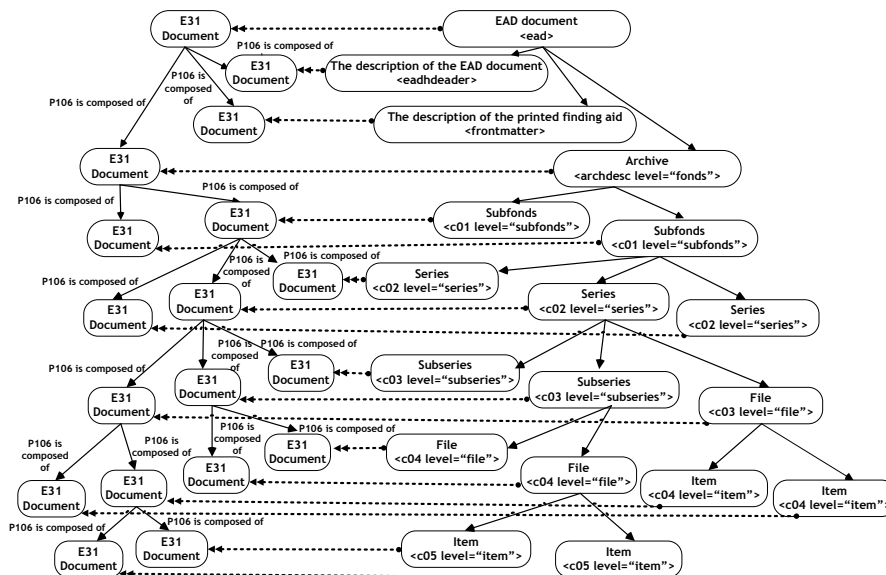 E31
Document
EAD document
<ead>
P106 is composed of
E31
Document
The description of the EAD document
<eahdeader>
P106 is
composed
of
P106 is composed of
E31
Document
The description of the printed finding aid
<frontmatter>
E31
Document
Archive
<archdesc level=“fonds”>
P106 is composed of
P106 is composed of
E31
Document
Subfonds
<c01 level=“subfonds”>
E31
Document
Subfonds
<c01 level=“subfonds”>
P106 is composed of
P106 is
composed
of
P106 is composed of
E31
Document
Series
<c02 level=“series”>
E31
Document
E31
Document
Series
<c02 level=“series”>
Series
<c02 level=“series”>
P106 is composed of
P106 is
composed
of
P106 is composed of
E31
Document
Subseries
<c03 level=“subseries”>
E31
Document
Subseries
<c03 level=“subseries”>
E31
Document
File
<c03 level=“file”>
P106 is
composed
of
P106 is
composed of
P106 is
composed
of
P106 is composed of
E31
Document
File
<c04 level=“file”>
E31
Document
File
<c04 level=“file”>
E31
Document
E31
Document
Item
<c04 level=“item”>
Item
<c04 level=“item”>
P106 is composed of
P106 is composed of
E31
Document
Item
<c05 level=“item”>
E31
Document
Item
<c05 level=“item”>